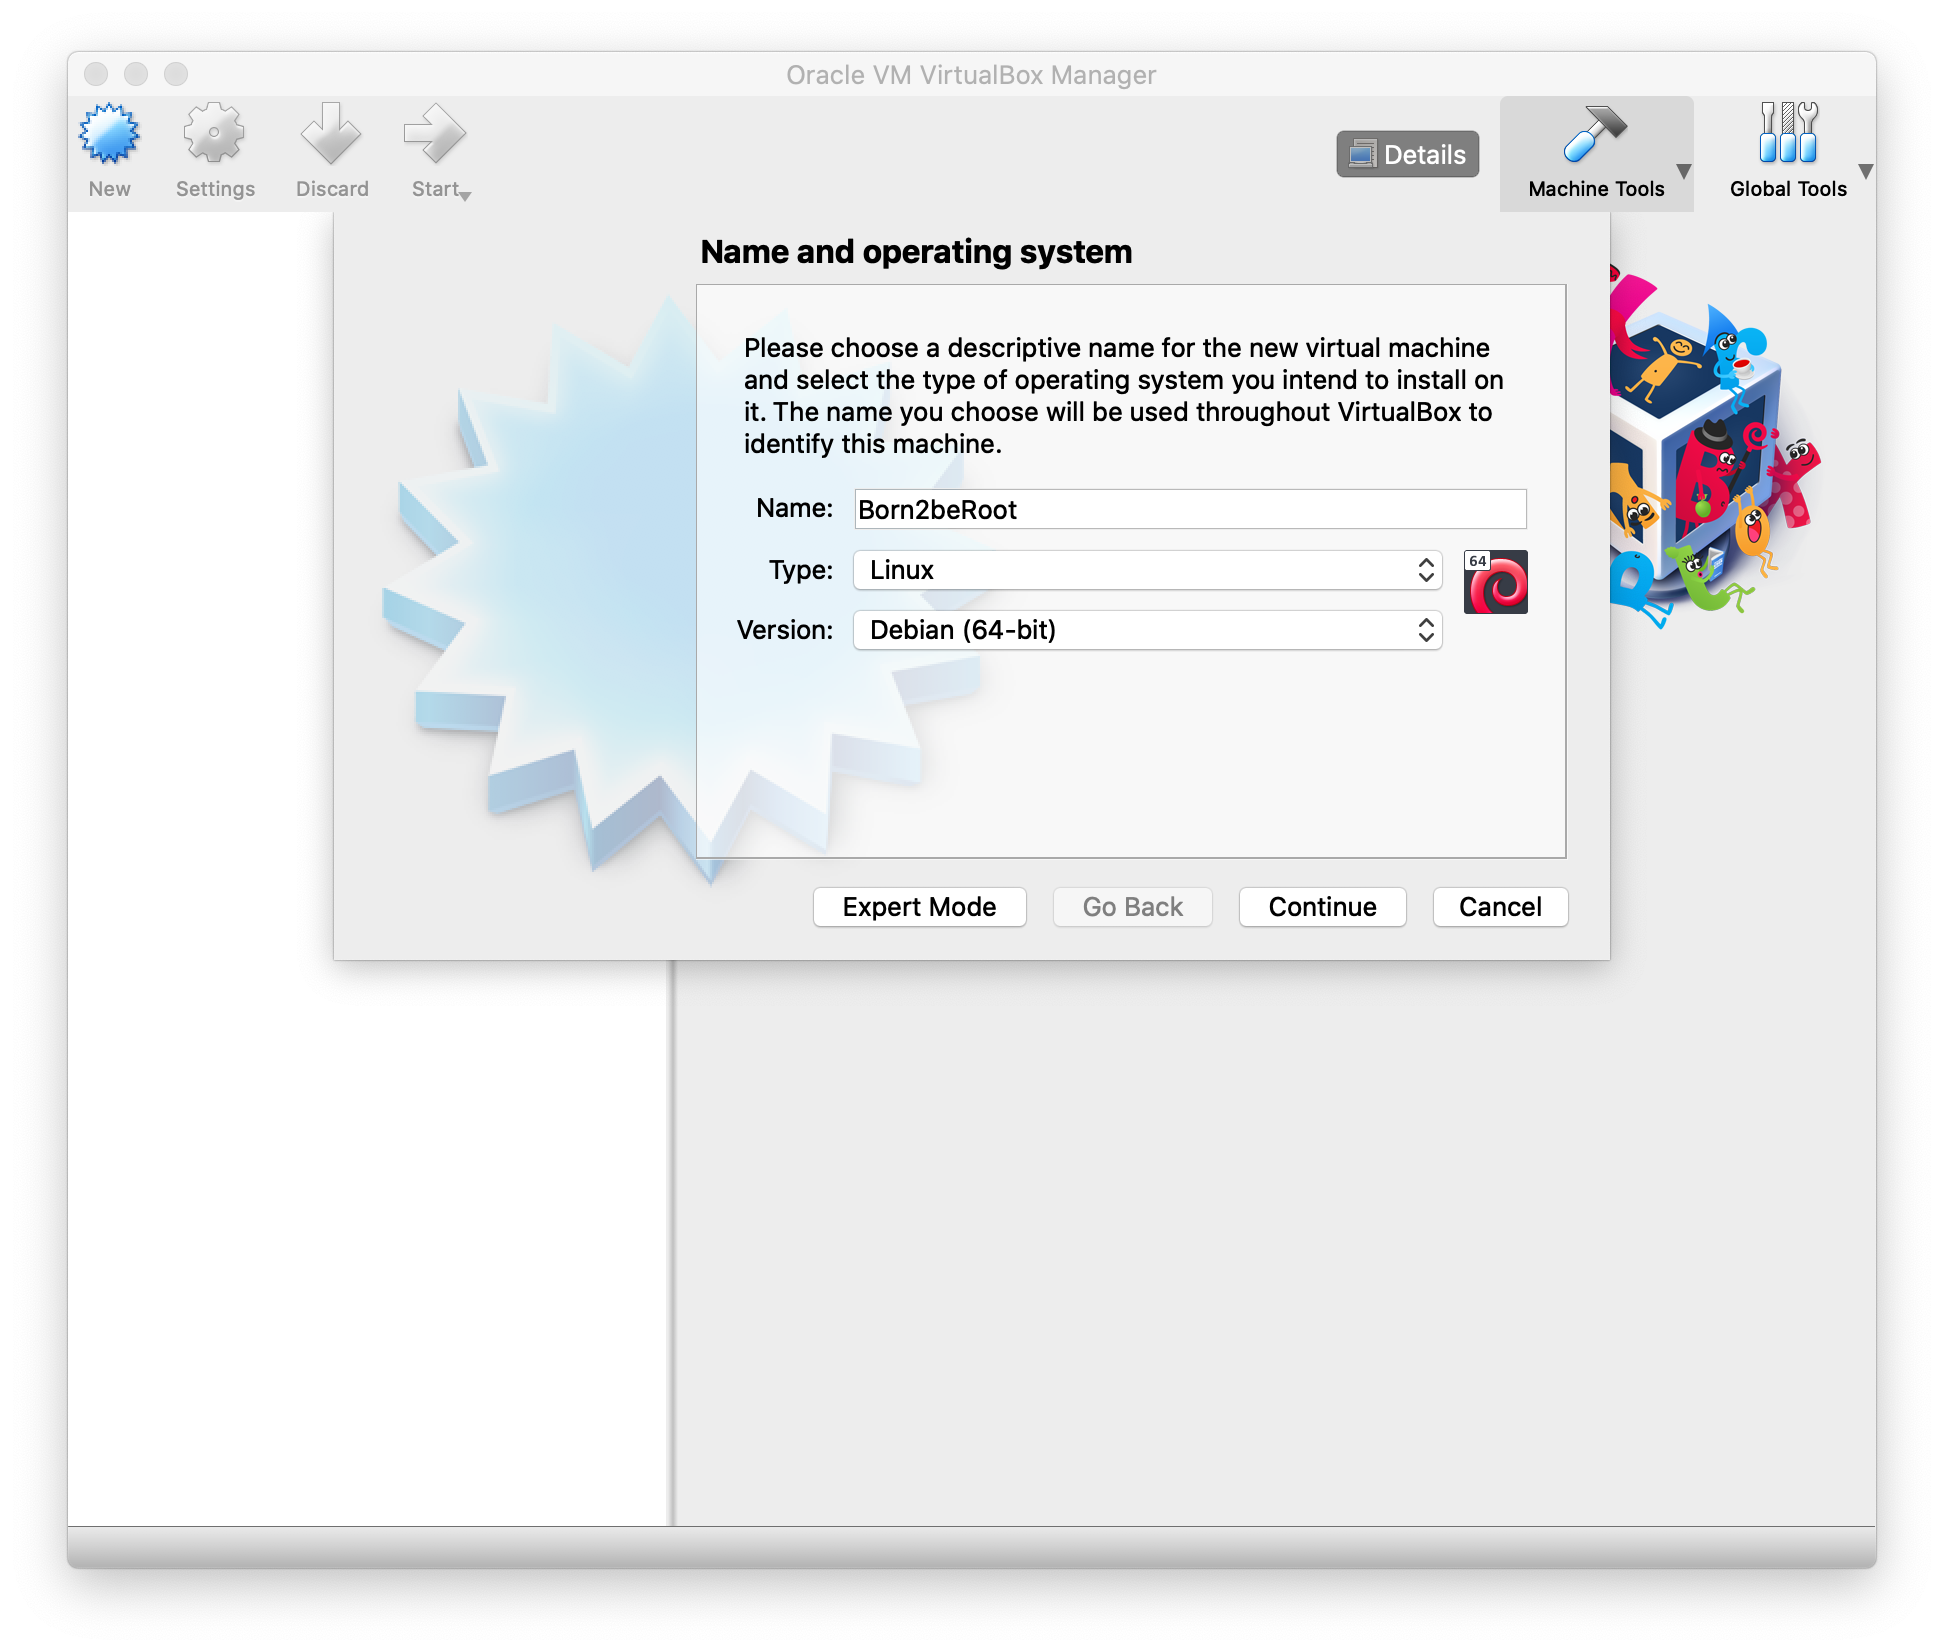 Oracle VM VirtualBox Manager
New
Settings
Discard
Start
Details
Machine Tools
Global Tools
Name and operating system
Please choose a descriptive name for the new virtual machine
and select the type of operating system you intend to install on
it. The name you choose will be used throughout VirtualBox to
identify this machine.
Name: Born2beRoot
Type: Linux
64
Version: Debian (64-bit)
Expert Mode
Go Back
Continue
Cancel